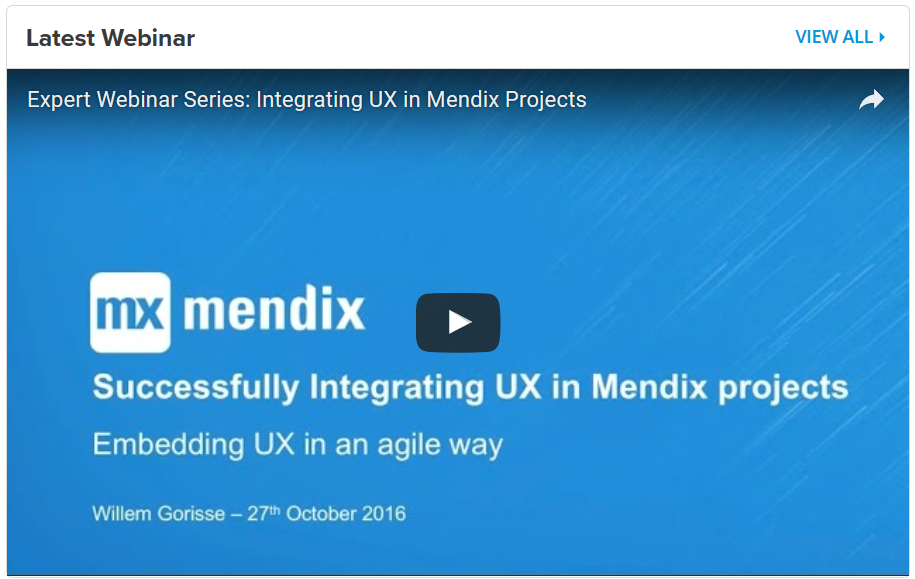 Latest Webinar
VIEW ALL
Expert Webinar Series: Integrating UX in Mendix Projects
mx mendix
Successfully Integrating UX in Mendix projects
Embedding UX in an agile way
Willem Gorisse – 27th October 2016